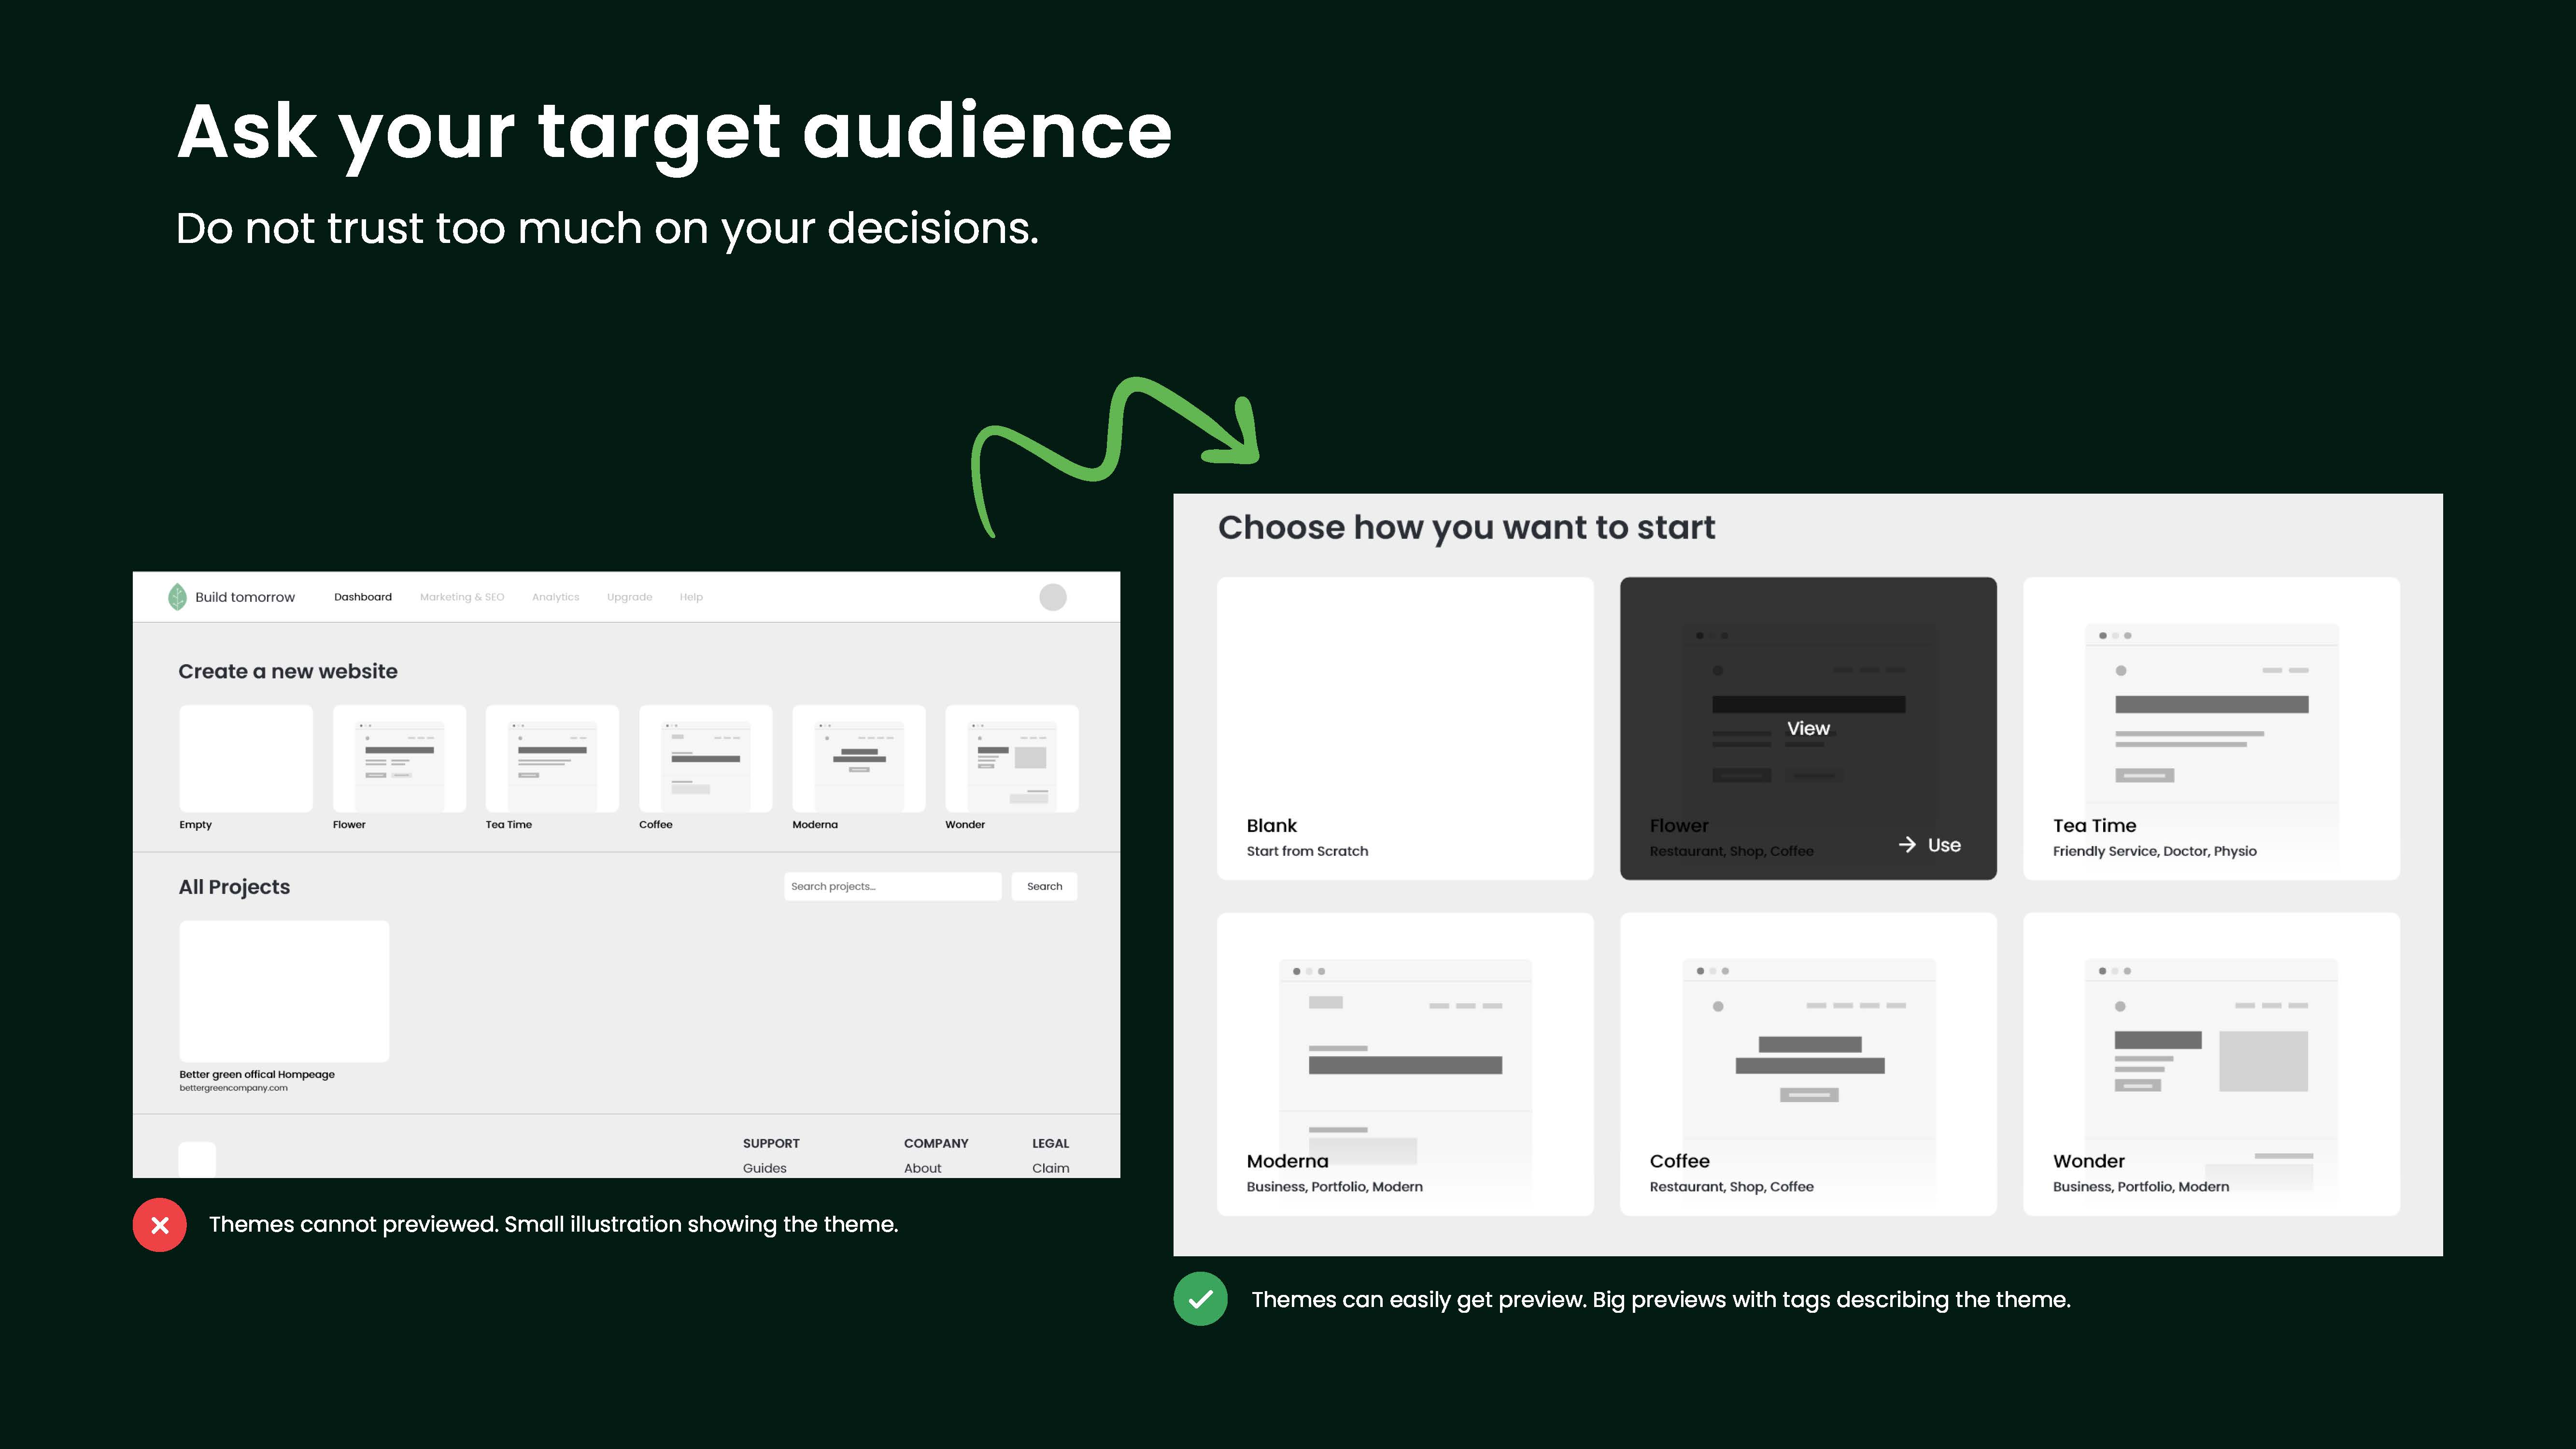 Ask your target audience
Do not trust too much on your decisions.
Build tomorrow Dashboard Marketing & SEO Analytics Upgrade Help
Create a new website
Empty Flower Tea Time Coffee Moderna Wonder
All Projects Search projects... Search
Better green offical Hompeage
bettergreencompany.com
SUPPORT COMPANY LEGAL
Guides About Claim
Themes cannot previewed. Small illustration showing the theme.
Choose how you want to start
View
Blank Flower Tea Time
Start from Scratch Restaurant, Shop, Coffee Use Friendly Service, Doctor, Physio
Moderna Coffee Wonder
Business, Portfolio, Modern Restaurant, Shop, Coffee Business, Portfolio, Modern
Themes can easily get preview. Big previews with tags describing the theme.